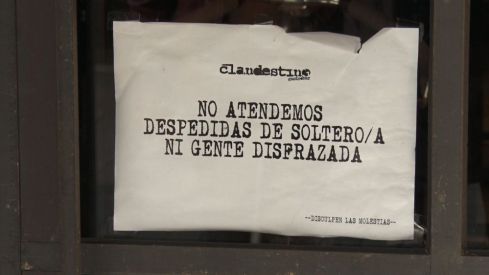 clandestino
NO ATENDEMOS
DESPEDIDAS DE SOLTERO/A
NI GENTE DISFRAZADA
--DISCULPEN LAS MOLESTIAS--